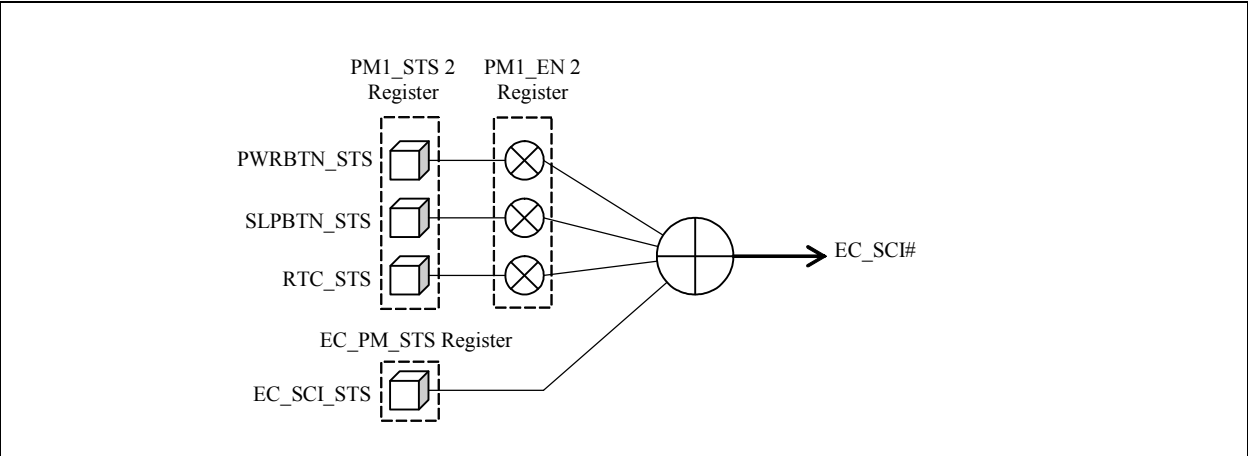 PM1_STS 2
Register
PM1_EN 2
Register
PWRBTN_STS
SLPBTN_STS
RTC_STS
EC_SCI#
EC_PM_STS Register
EC_SCI_STS